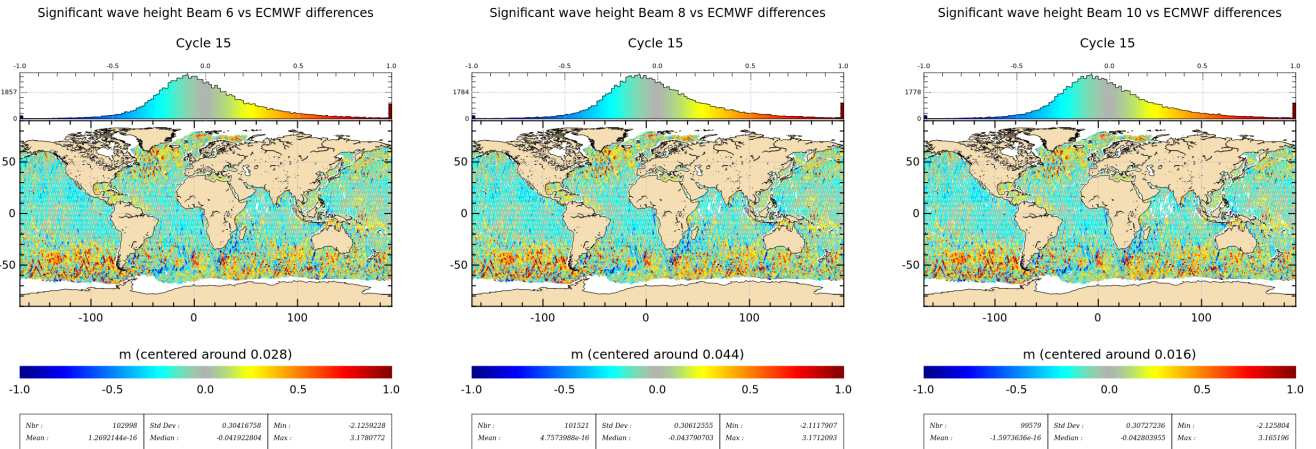 Significant wave height Beam 6 vs ECMWF differences
Cycle 15
-1.0 -0.5 0.0 0.5 1.0
1857
0
50
0
-50
-100 0 100
m (centered around 0.028)
-1.0 -0.5 0.0 0.5 1.0
Nbr : 102998 Std Dev : 0.30416758 Min : -2.1259228
Mean : 1.2692144e-16 Median : -0.041922804 Max : 3.1780772
Significant wave height Beam 8 vs ECMWF differences
Cycle 15
-1.0 -0.5 0.0 0.5 1.0
1784
0
50
0
-50
-100 0 100
m (centered around 0.044)
-1.0 -0.5 0.0 0.5 1.0
Nbr : 101521 Std Dev : 0.30612555 Min : -2.1117907
Mean : 4.7573988e-16 Median : -0.043790703 Max : 3.1712093
Significant wave height Beam 10 vs ECMWF differences
Cycle 15
-1.0 -0.5 0.0 0.5 1.0
1778
0
50
0
-50
-100 0 100
m (centered around 0.016)
-1.0 -0.5 0.0 0.5 1.0
Nbr : 99579 Std Dev : 0.30727236 Min : -2.125804
Mean : -1.5973636e-16 Median : -0.042803955 Max : 3.165196